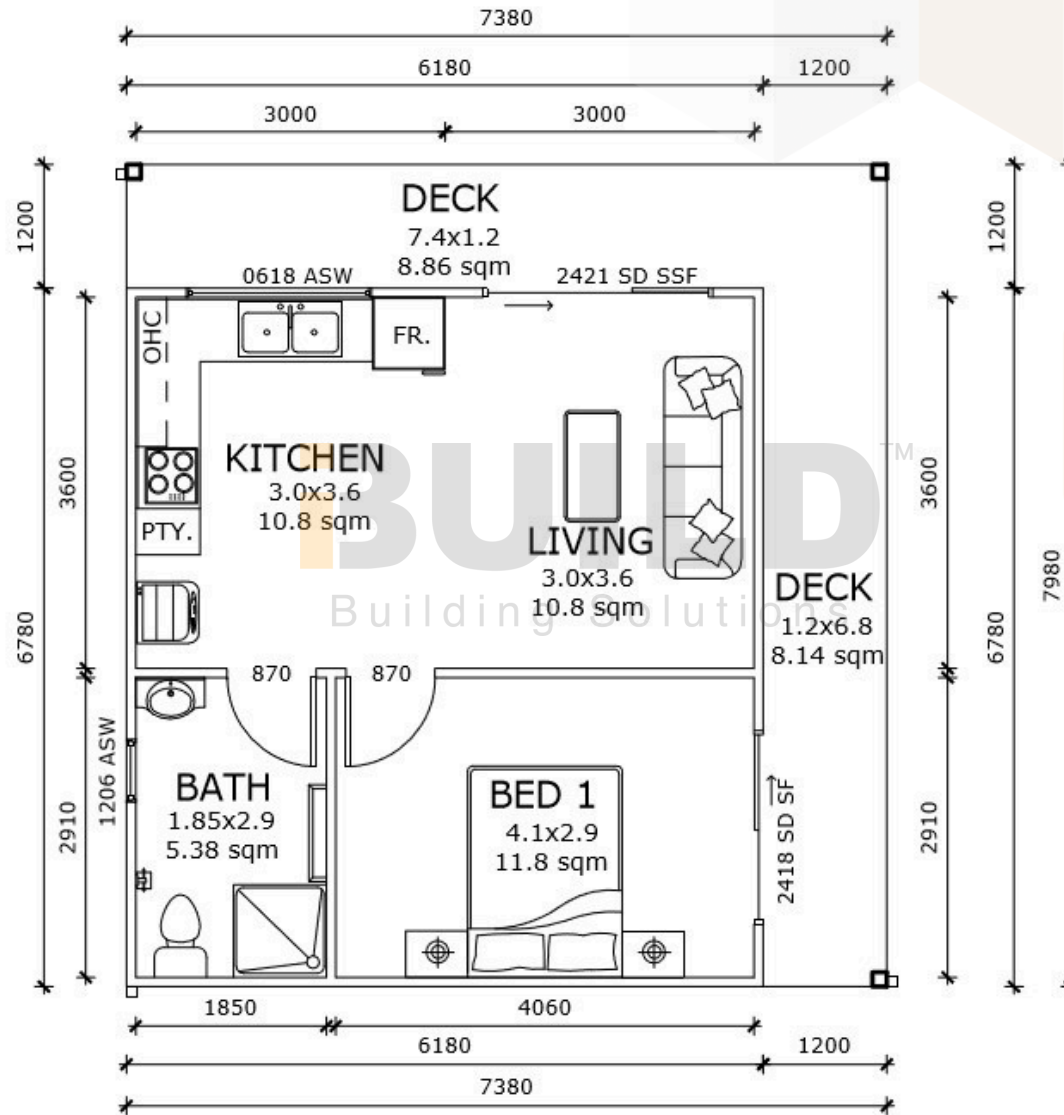 7380
6180
1200
3000
3000
1200
1200
DECK
7.4x1.2
8.86 sqm
0618 ASW
2421 SD SSF
OHC
FR.
KITCHEN
3.0x3.6
10.8 sqm
PTY.
LIVING
3.0x3.6
10.8 sqm
iBUILD™
Building Solutions
DECK
1.2x6.8
8.14 sqm
3600
3600
6780
6780
7980
870
870
1206 ASW
BATH
1.85x2.9
5.38 sqm
BED 1
4.1x2.9
11.8 sqm
2418 SD SF
2910
2910
1850
4060
6180
1200
7380